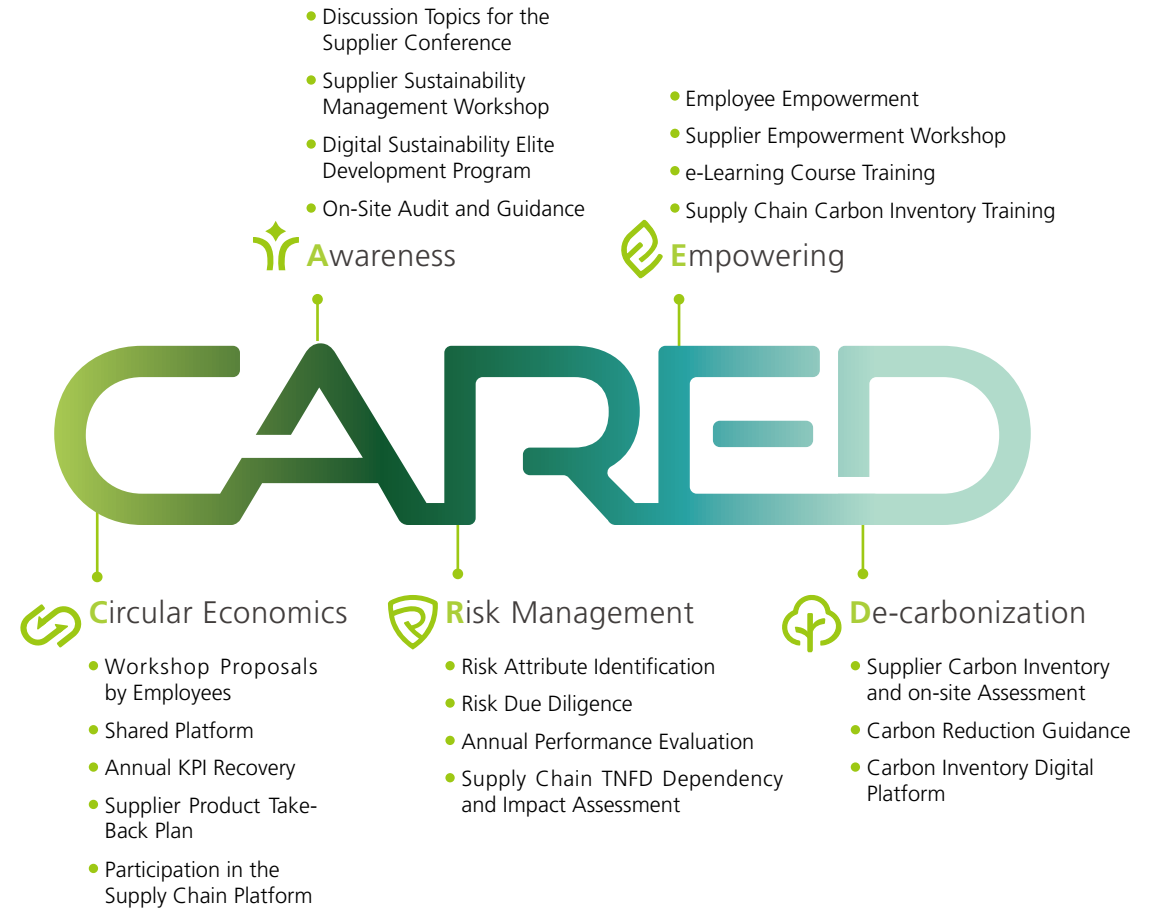 • Discussion Topics for the
Supplier Conference
• Supplier Sustainability
Management Workshop
• Digital Sustainability Elite
Development Program
• On-Site Audit and Guidance
Awareness
• Employee Empowerment
• Supplier Empowerment Workshop
• e-Learning Course Training
• Supply Chain Carbon Inventory Training
Empowering
CARED
Circular Economics
• Workshop Proposals
by Employees
• Shared Platform
• Annual KPI Recovery
• Supplier Product Take-
Back Plan
• Participation in the
Supply Chain Platform
Risk Management
• Risk Attribute Identification
• Risk Due Diligence
• Annual Performance Evaluation
• Supply Chain TNFD Dependency
and Impact Assessment
De-carbonization
• Supplier Carbon Inventory
and on-site Assessment
• Carbon Reduction Guidance
• Carbon Inventory Digital
Platform